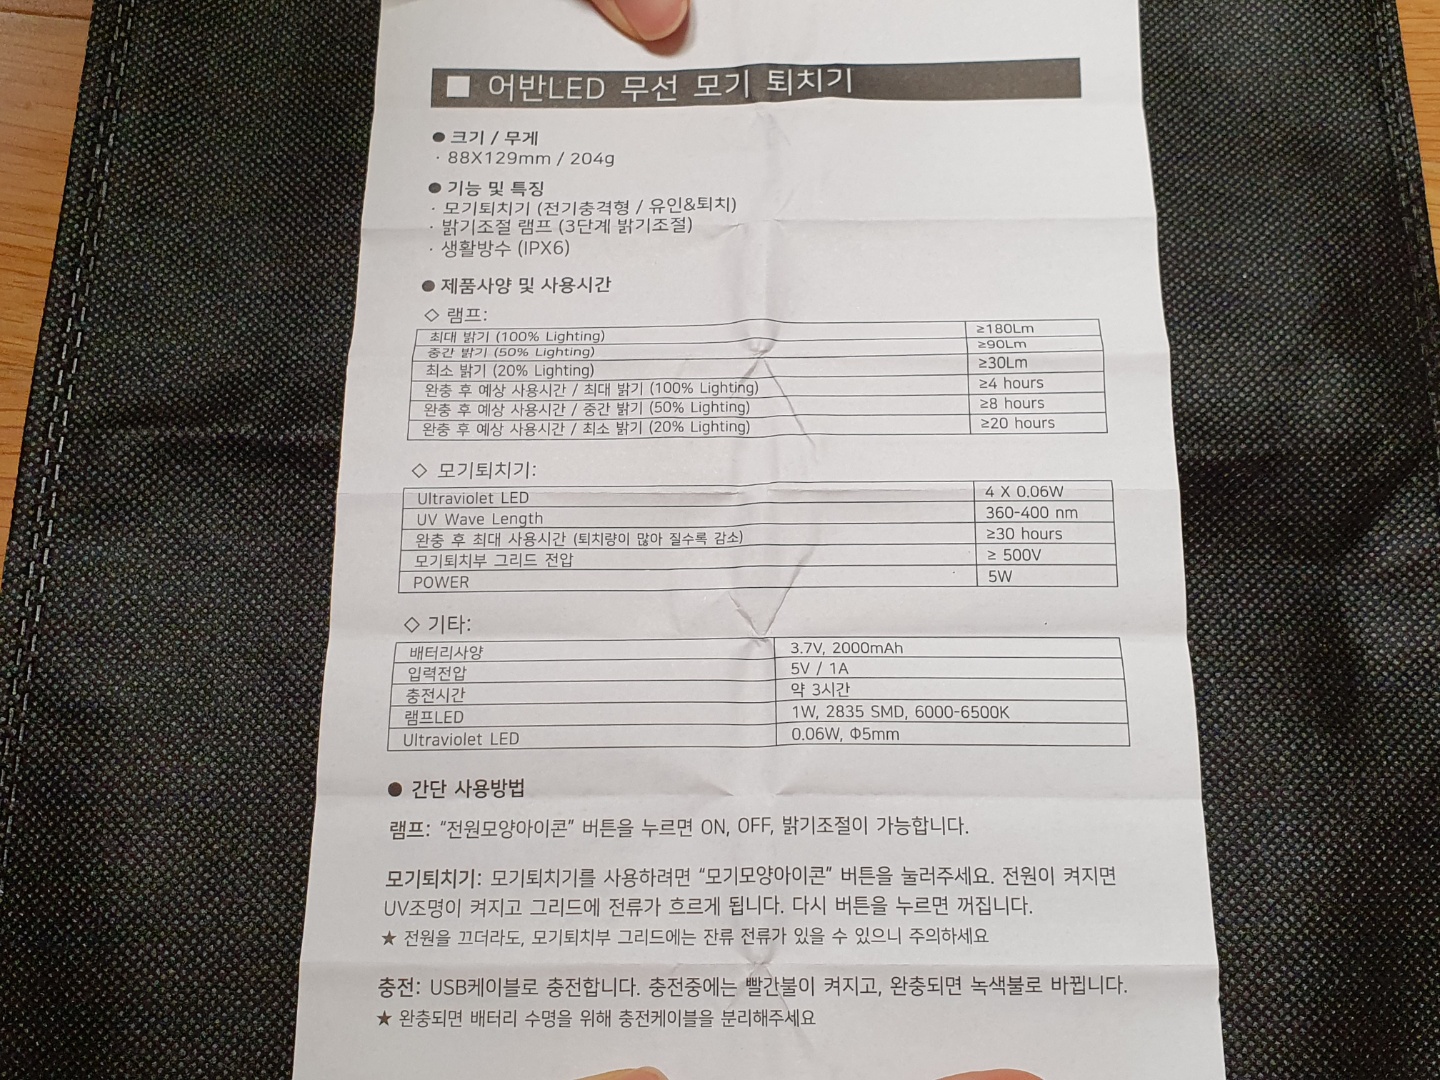 ■ 어반LED 무선 모기 퇴치기
● 크기 / 무게
· 88X129mm / 204g
● 기능 및 특징
· 모기퇴치기 (전기충격형 / 유인&퇴치)
· 밝기조절 램프 (3단계 밝기조절)
· 생활방수 (IPX6)
● 제품사양 및 사용시간
◇ 램프:
최대 밝기 (100% Lighting) ≥180Lm
중간 밝기 (50% Lighting) ≥90Lm
최소 밝기 (20% Lighting) ≥30Lm
완충 후 예상 사용시간 / 최대 밝기 (100% Lighting) ≥4 hours
완충 후 예상 사용시간 / 중간 밝기 (50% Lighting) ≥8 hours
완충 후 예상 사용시간 / 최소 밝기 (20% Lighting) ≥20 hours
◇ 모기퇴치기:
Ultraviolet LED 4 X 0.06W
UV Wave Length 360-400 nm
완충 후 최대 사용시간 (퇴치량이 많아 질수록 감소) ≥30 hours
모기퇴치부 그리드 전압 ≥ 500V
POWER 5W
◇ 기타:
배터리사양 3.7V, 2000mAh
입력전압 5V / 1A
충전시간 약 3시간
램프LED 1W, 2835 SMD, 6000-6500K
Ultraviolet LED 0.06W, Φ5mm
● 간단 사용방법
램프: “전원모양아이콘” 버튼을 누르면 ON, OFF, 밝기조절이 가능합니다.
모기퇴치기: 모기퇴치기를 사용하려면 “모기모양아이콘” 버튼을 눌러주세요. 전원이 켜지면
UV조명이 켜지고 그리드에 전류가 흐르게 됩니다. 다시 버튼을 누르면 꺼집니다.
★ 전원을 끄더라도, 모기퇴치부 그리드에는 잔류 전류가 있을 수 있으니 주의하세요
충전: USB케이블로 충전합니다. 충전중에는 빨간불이 켜지고, 완충되면 녹색불로 바뀝니다.
★ 완충되면 배터리 수명을 위해 충전케이블을 분리해주세요